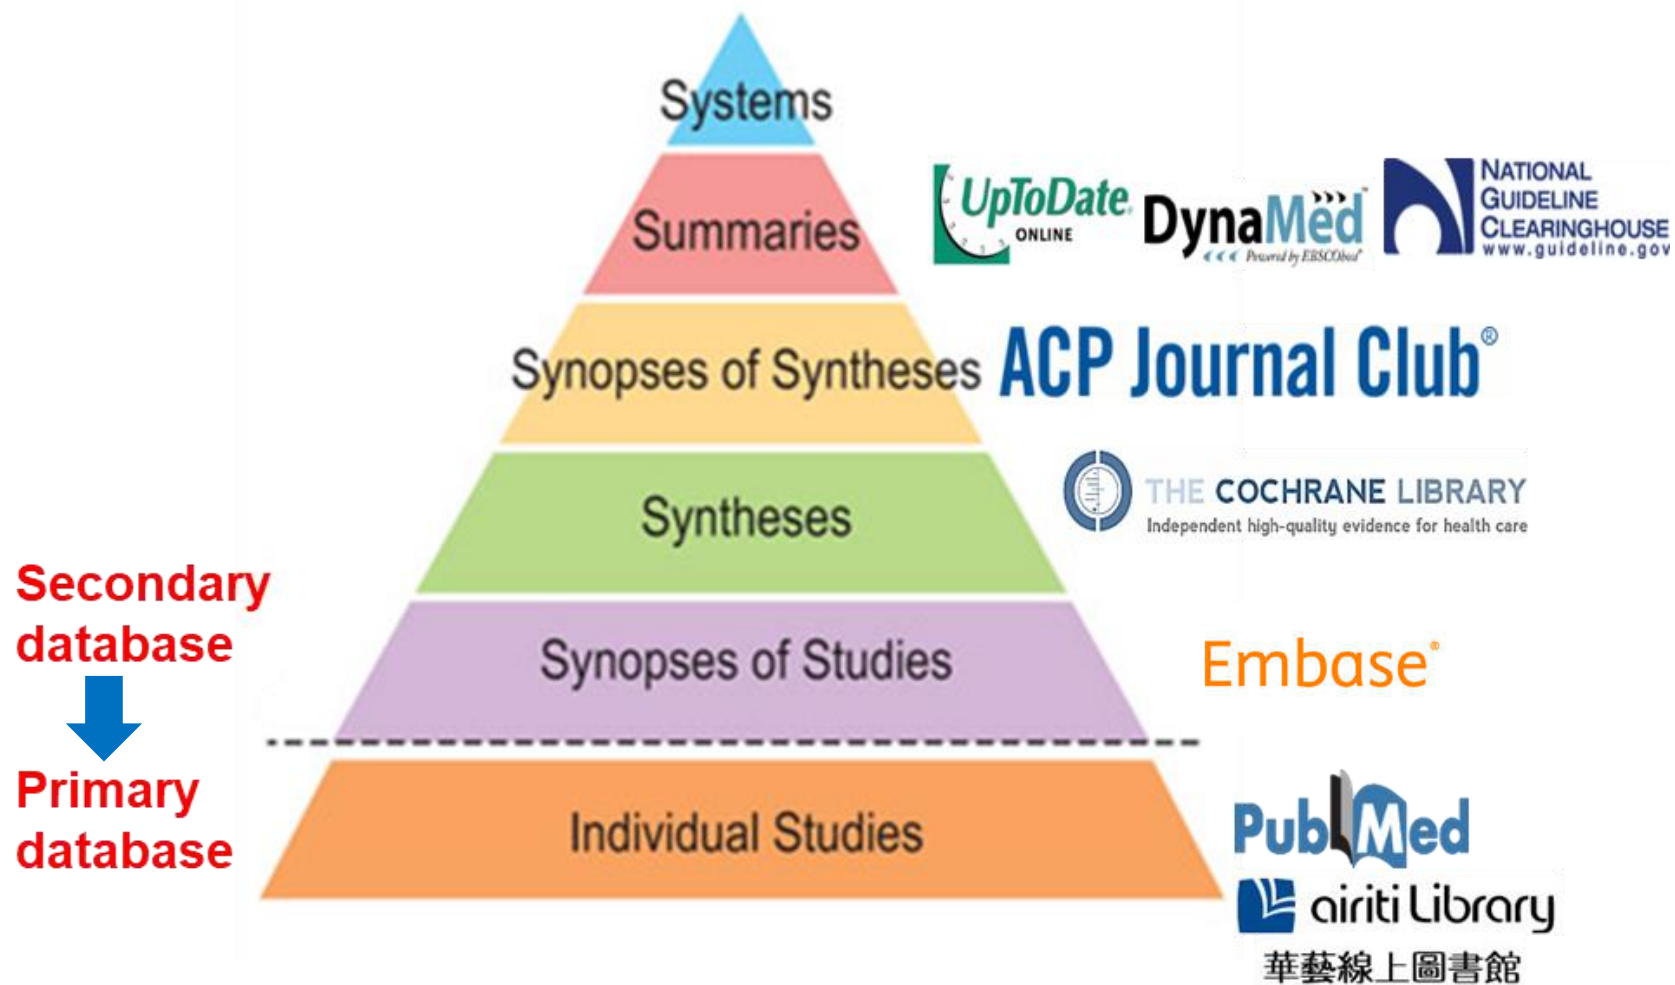 Systems
Summaries
UpToDate®
ONLINE
DynaMed™
Powered by EBSCOhost®
NATIONAL
GUIDELINE
CLEARINGHOUSE
www.guideline.gov
Synopses of Syntheses
ACP Journal Club®
Syntheses
THE COCHRANE LIBRARY
Independent high-quality evidence for health care
Secondary
database
Synopses of Studies
Embase®
Primary
database
Individual Studies
PubMed
airiti Library
華藝線上圖書館